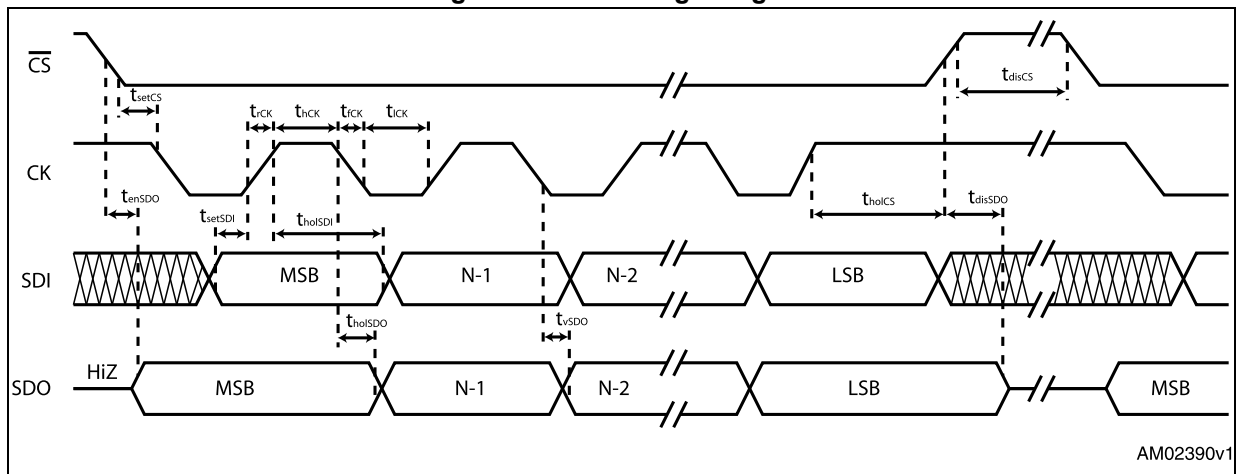 CS
tdisCS
tsetCS
trCK
thCK
tfCK
tlCK
CK
tenSDO
tsetSDI
tholSDI
tholCS
tdisSDO
SDI
MSB
N-1
N-2
LSB
tholSDO
tvSDO
HiZ
SDO
MSB
N-1
N-2
LSB
MSB
AM02390v1